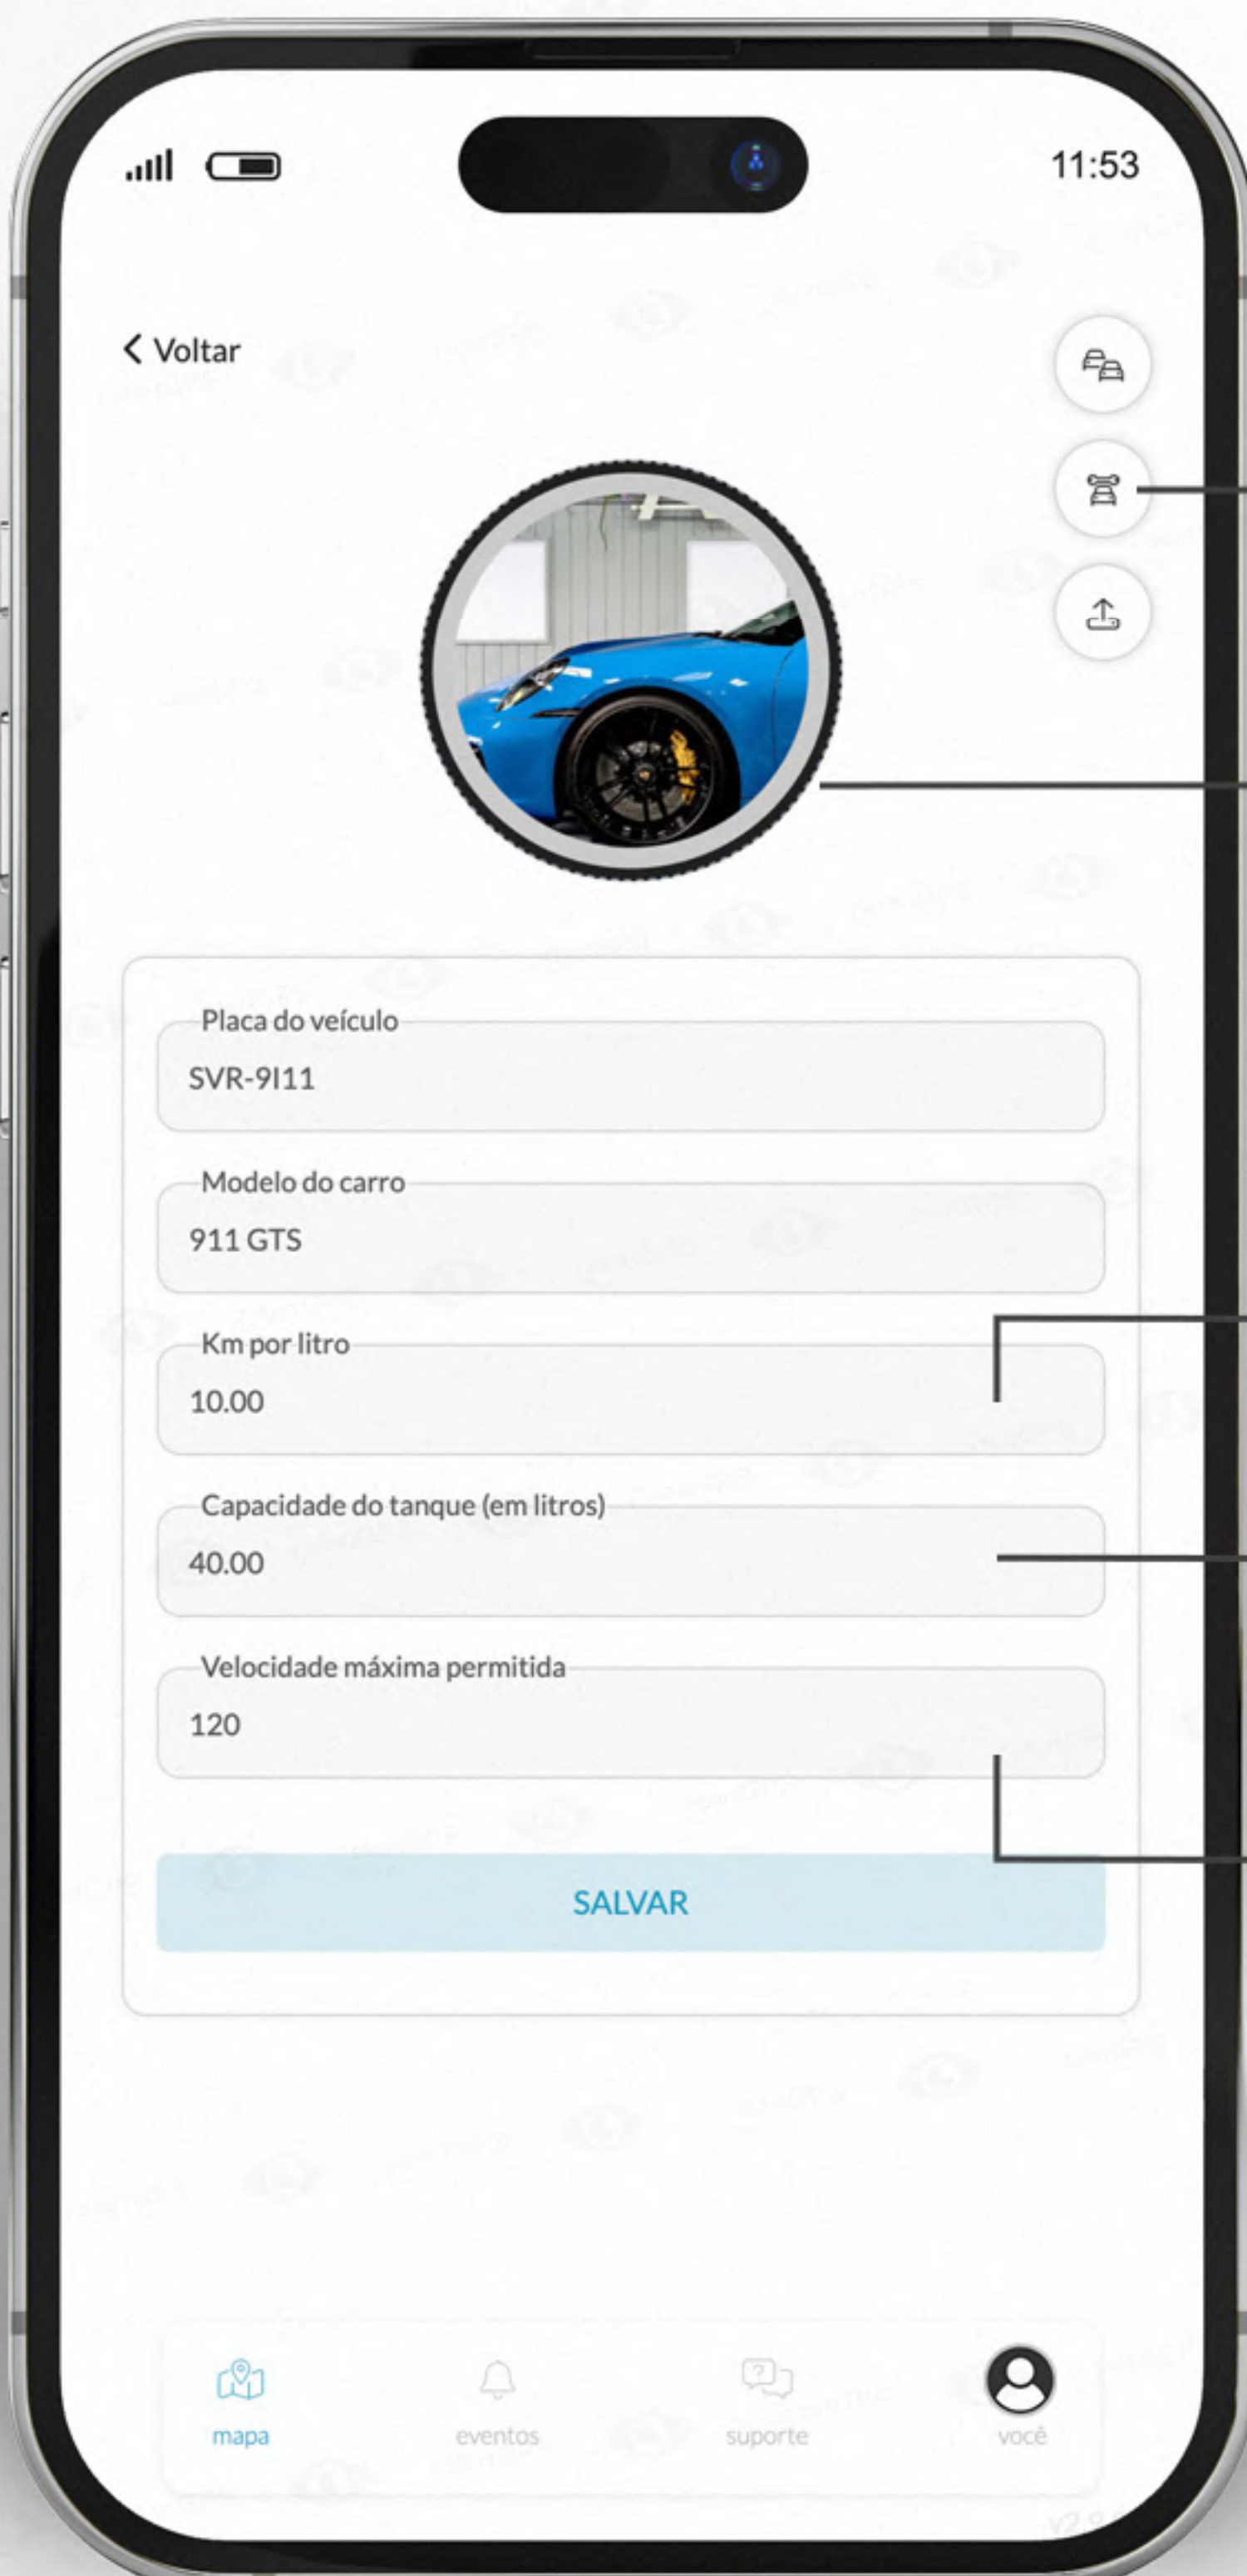 11:53
Voltar
Placa do veículo
SVR-9I11
Modelo do carro
911 GTS
Km por litro
10.00
Capacidade do tanque (em litros)
40.00
Velocidade máxima permitida
120
SALVAR
mapa
eventos
suporte
você